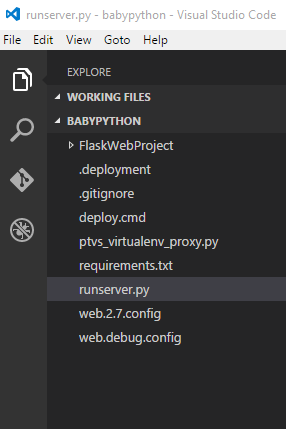 runserver.py - babypython - Visual Studio Code
File Edit View Goto Help
EXPLORE
WORKING FILES
BABYPYTHON
FlaskWebProject
.deployment
.gitignore
deploy.cmd
ptvs_virtualenv_proxy.py
requirements.txt
runserver.py
web.2.7.config
web.debug.config